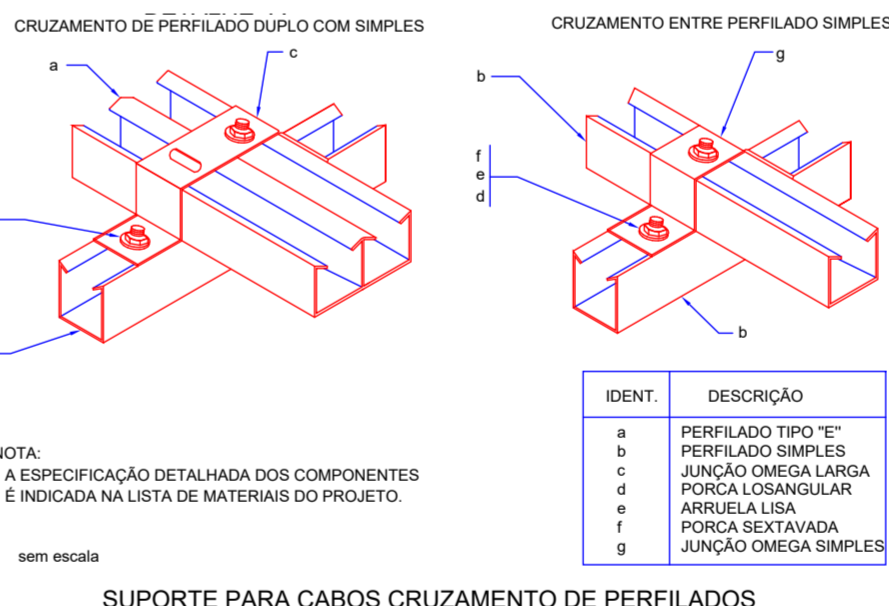 CRUZAMENTO DE PERFILADO DUPLO COM SIMPLES
a
c
CRUZAMENTO ENTRE PERFILADO SIMPLES
b
g
f
e
d
b
IDENT. DESCRIÇÃO
a PERFILADO TIPO "E"
b PERFILADO SIMPLES
c JUNÇÃO OMEGA LARGA
d PORCA LOSANGULAR
e ARRUELA LISA
f PORCA SEXTAVADA
g JUNÇÃO OMEGA SIMPLES
NOTA:
A ESPECIFICAÇÃO DETALHADA DOS COMPONENTES
É INDICADA NA LISTA DE MATERIAIS DO PROJETO.
sem escala
SUPORTE PARA CABOS CRUZAMENTO DE PERFILADOS